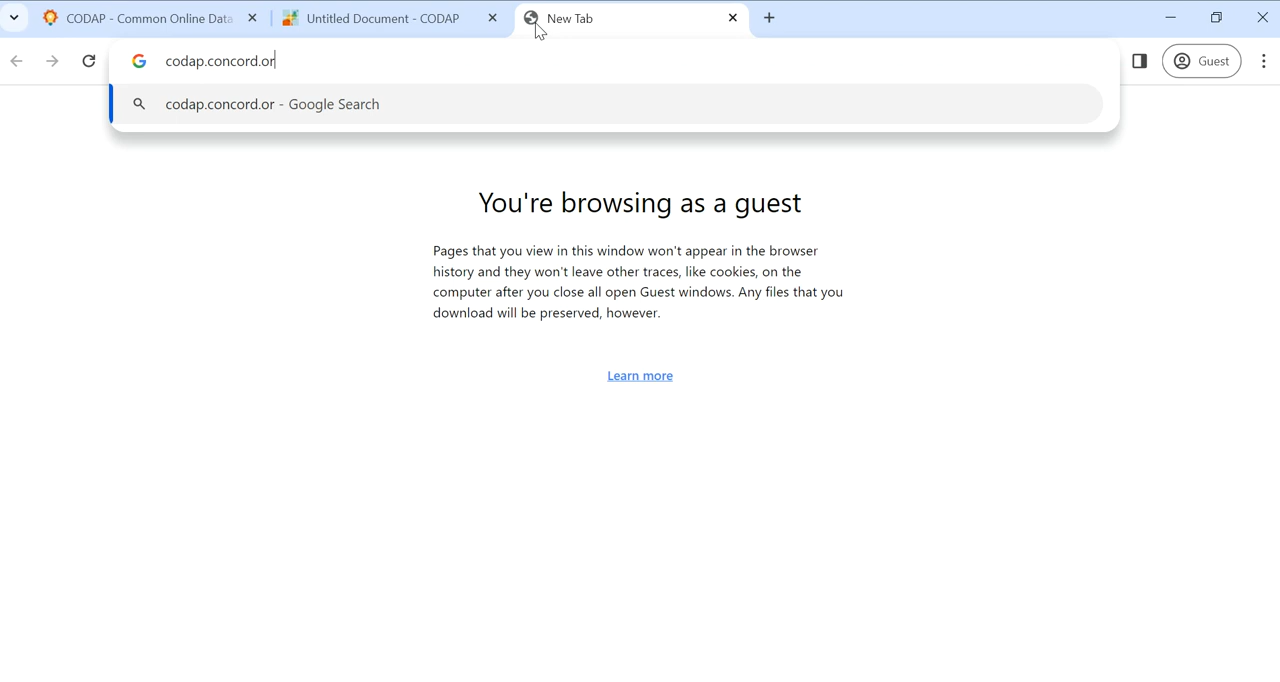 CODAP - Common Online Data
Untitled Document - CODAP
New Tab
codap.concord.or
Guest
codap.concord.or - Google Search
You're browsing as a guest
Pages that you view in this window won't appear in the browser
history and they won't leave other traces, like cookies, on the
computer after you close all open Guest windows. Any files that you
download will be preserved, however.
Learn more